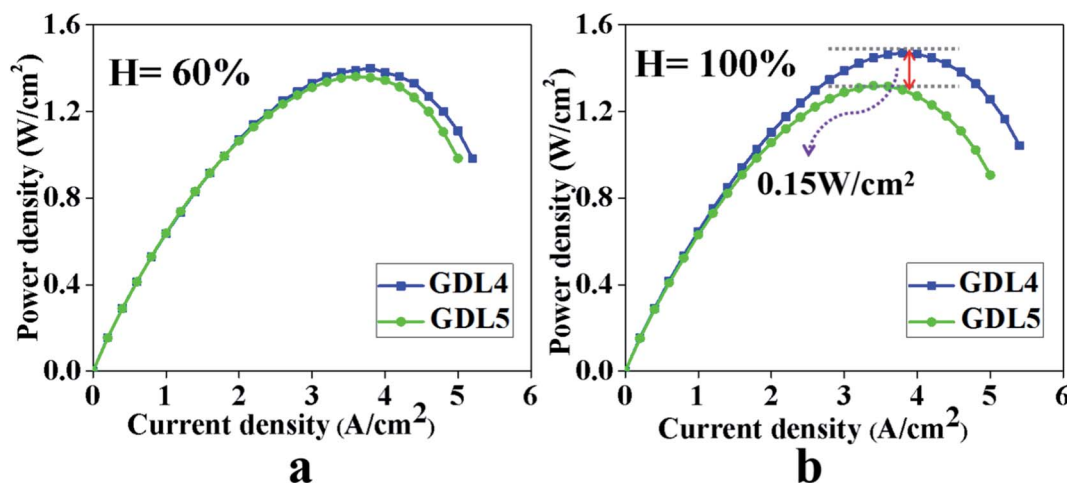 1.6
1.2
0.8
0.4
0.0
Power density (W/cm²)
H= 60%
GDL4
GDL5
0 1 2 3 4 5 6
Current density (A/cm²)
a
1.6
1.2
0.8
0.4
0.0
Power density (W/cm²)
H= 100%
0.15W/cm²
GDL4
GDL5
0 1 2 3 4 5 6
Current density (A/cm²)
b